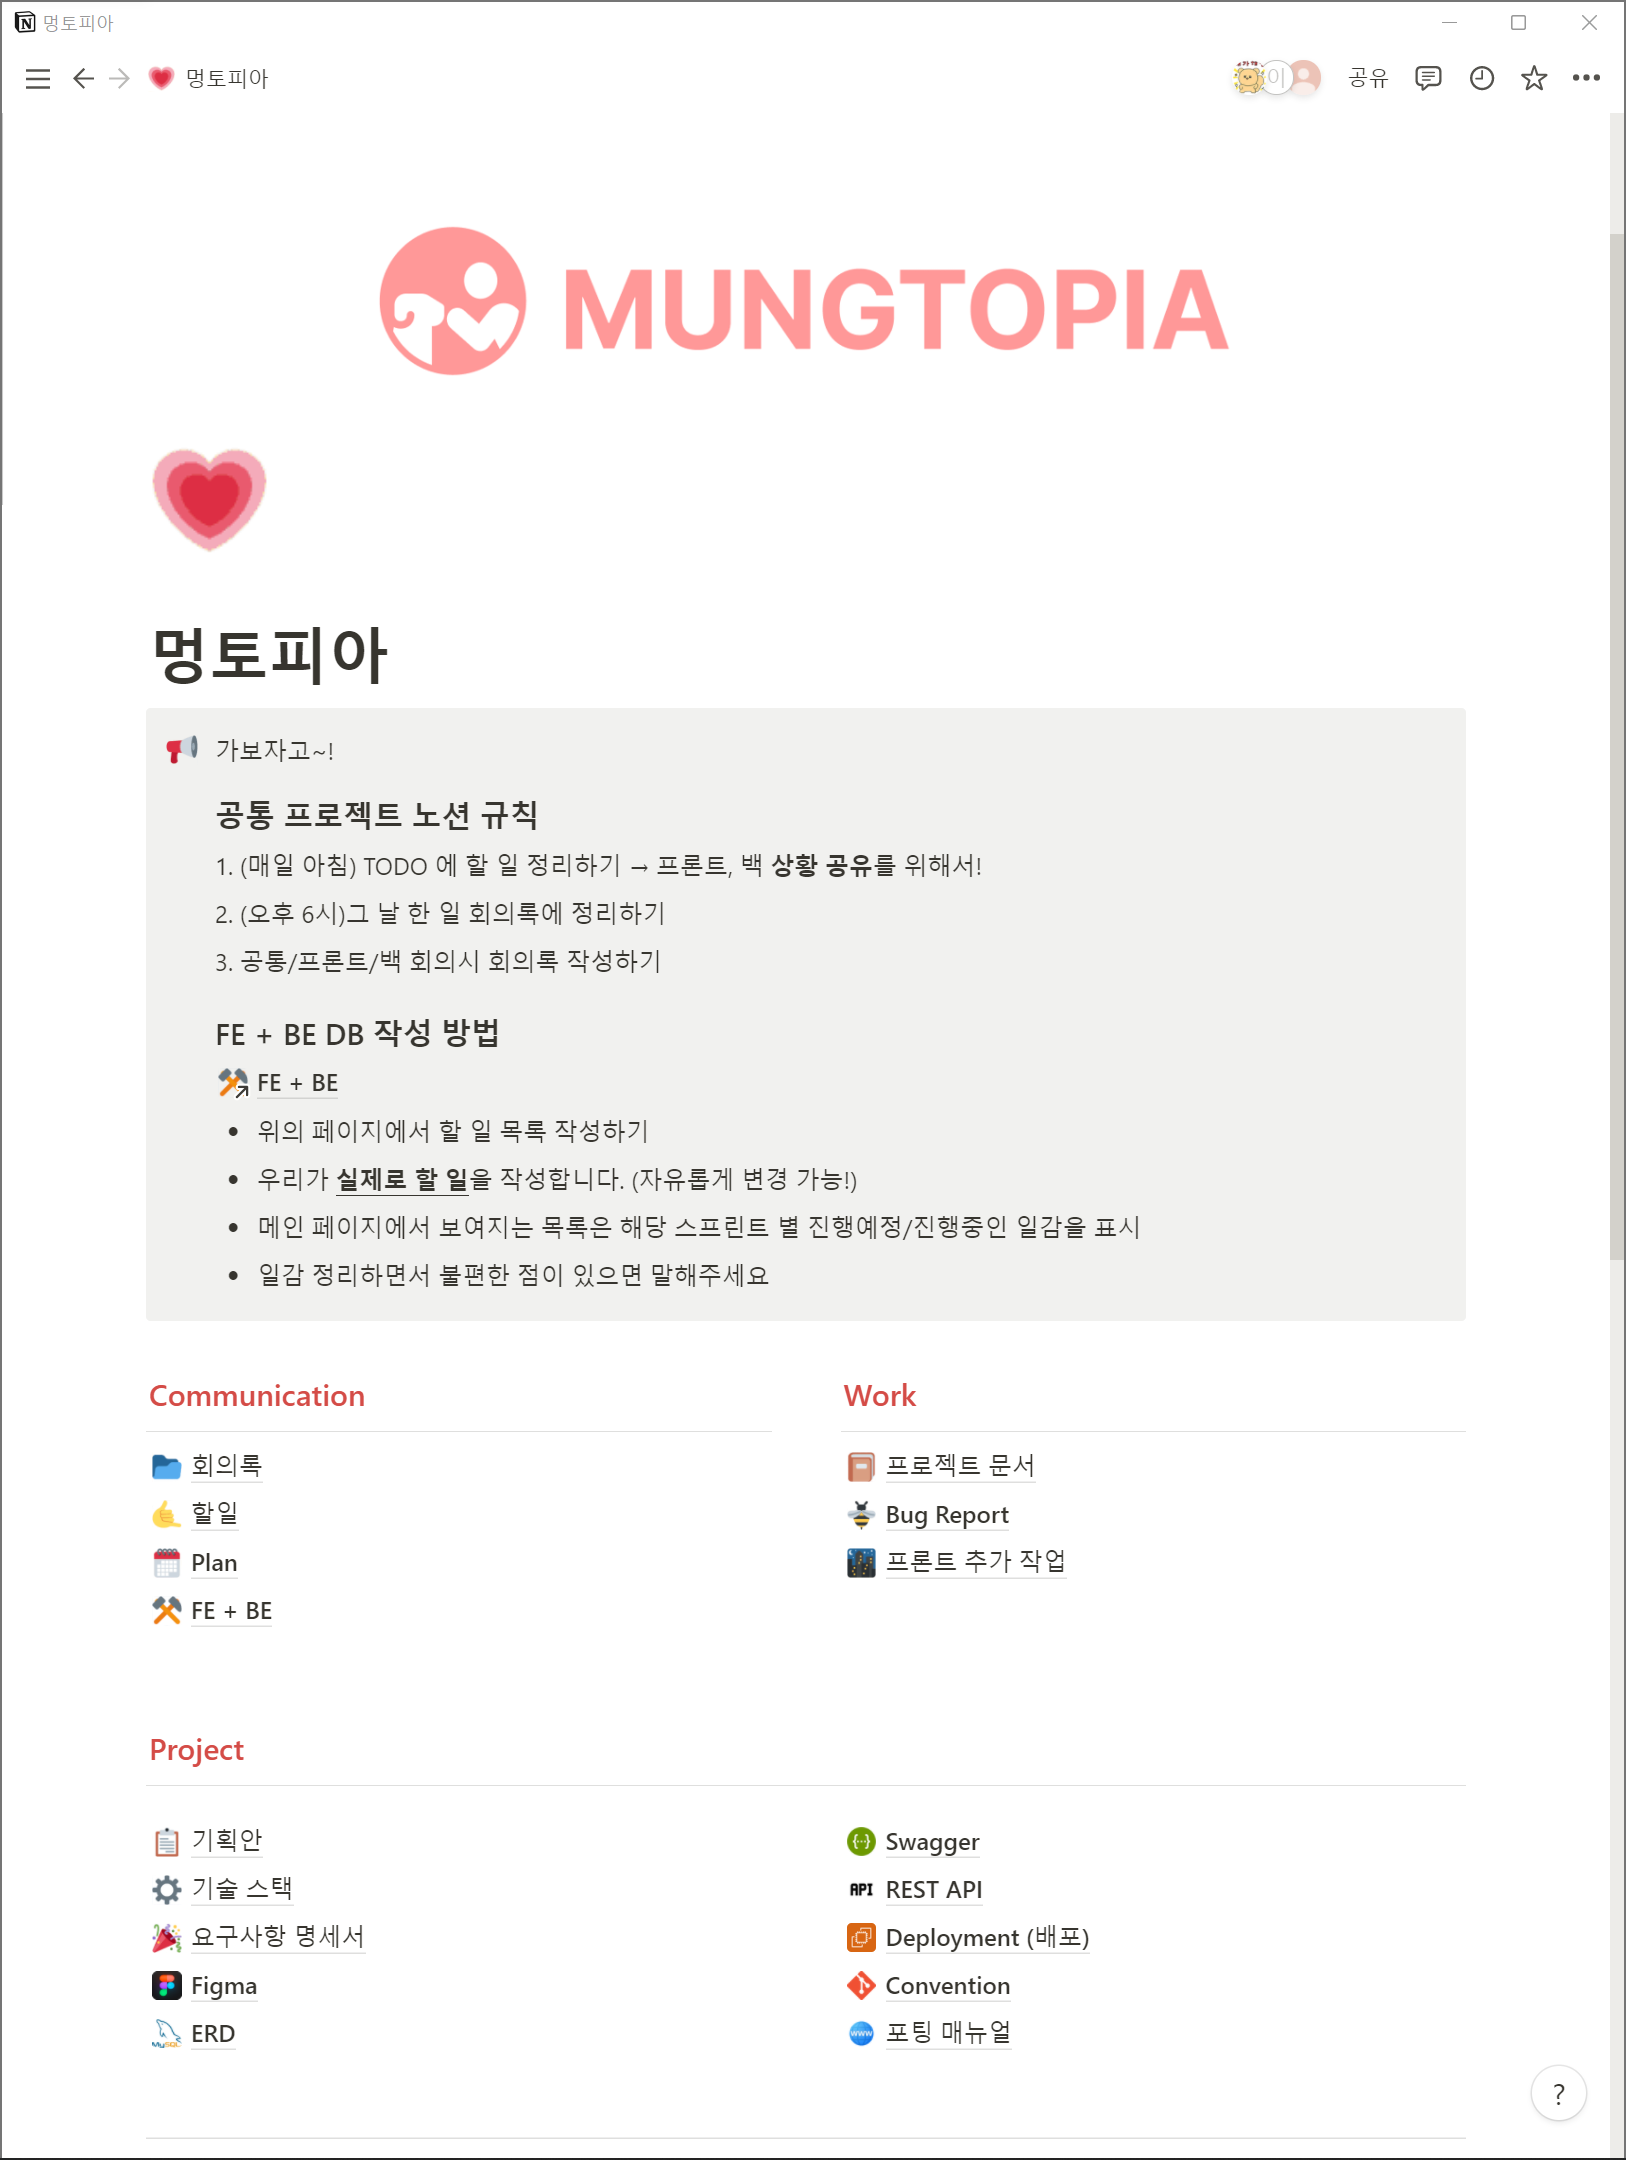 멍토피아
멍토피아
이
공유
MUNGTOPIA
멍토피아
가보자고~!
공통 프로젝트 노션 규칙
1. (매일 아침) TODO 에 할 일 정리하기 → 프론트, 백 상황 공유를 위해서!
2. (오후 6시)그 날 한 일 회의록에 정리하기
3. 공통/프론트/백 회의시 회의록 작성하기
FE + BE DB 작성 방법
FE + BE
• 위의 페이지에서 할 일 목록 작성하기
• 우리가 실제로 할 일을 작성합니다. (자유롭게 변경 가능!)
• 메인 페이지에서 보여지는 목록은 해당 스프린트 별 진행예정/진행중인 일감을 표시
• 일감 정리하면서 불편한 점이 있으면 말해주세요
Communication
회의록
할일
Plan
FE + BE
Work
프로젝트 문서
Bug Report
프론트 추가 작업
Project
기획안
기술 스택
요구사항 명세서
Figma
MySQL
ERD
Swagger
API
REST API
Deployment (배포)
Convention
www
포팅 매뉴얼
?